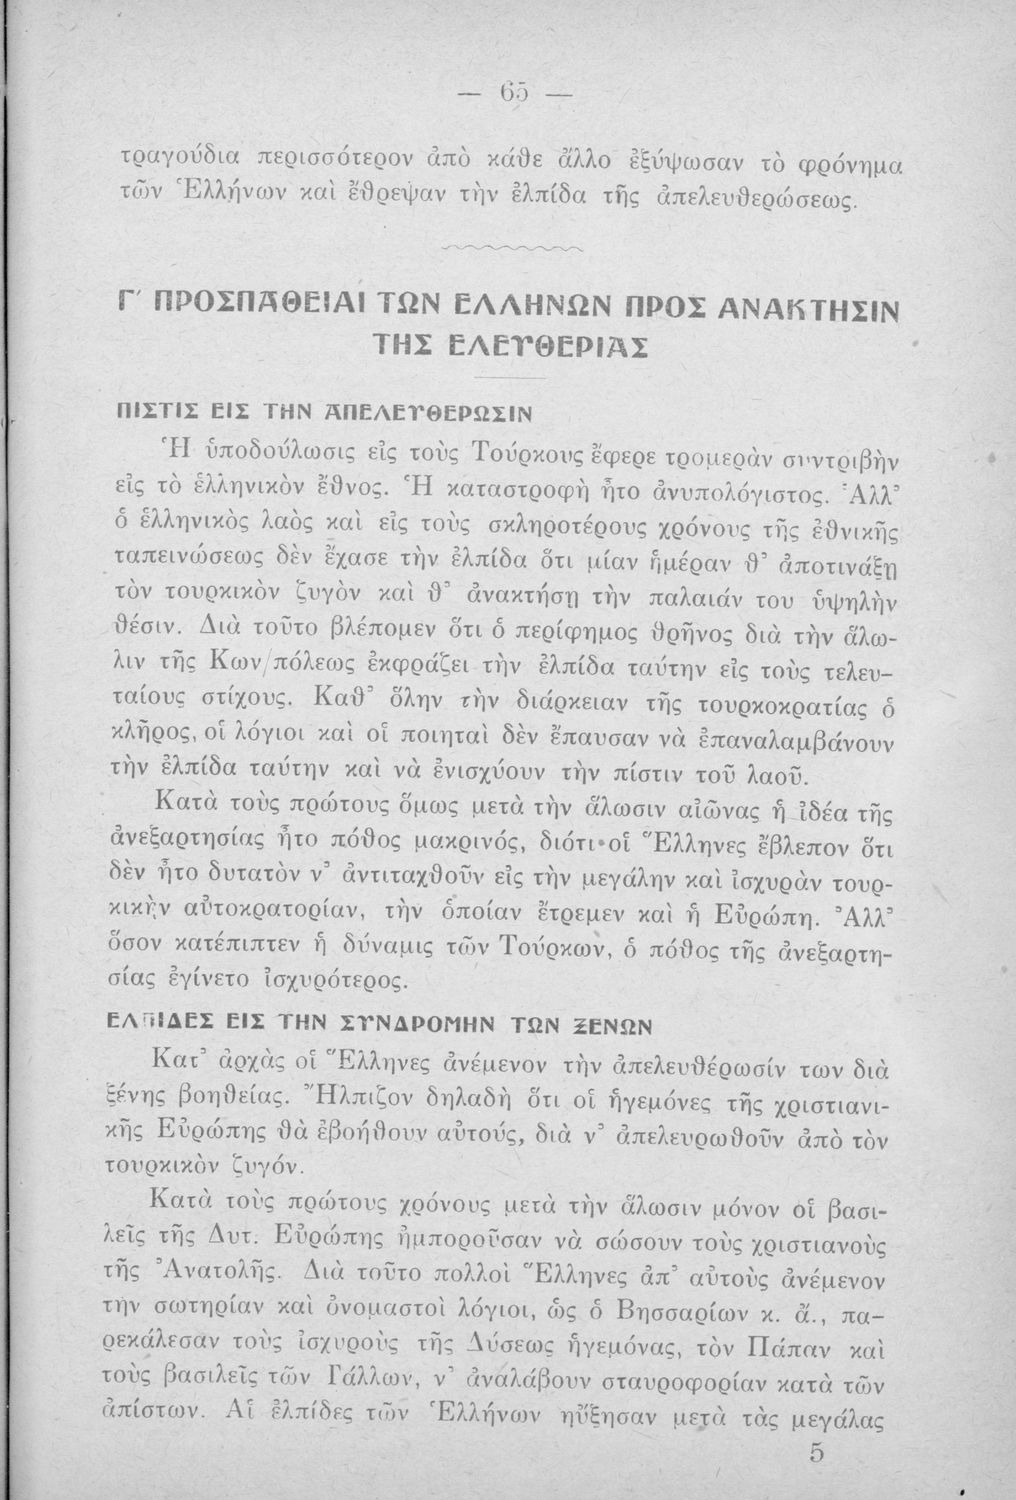 — 65 —
τραγούδια περισσότερον ἀπὸ κάθε ἄλλο ἐξύψωσαν τὸ φρόνημα
τῶν Ἑλλήνων καὶ ἔθρεψαν τὴν ἐλπίδα τῆς ἀπελευθερώσεως.
Γ΄ ΠΡΟΣΠΑΘΕΙΑΙ ΤΩΝ ΕΛΛΗΝΩΝ ΠΡΟΣ ΑΝΑΚΤΗΣΙΝ
ΤΗΣ ΕΛΕΥΘΕΡΙΑΣ
ΠΙΣΤΙΣ ΕΙΣ ΤΗΝ ΑΠΕΛΕΥΘΕΡΩΣΙΝ
Ἡ ὑποδούλωσις εἰς τοὺς Τούρκους ἔφερε τρομερὰν συντριβὴν
εἰς τὸ ἑλληνικὸν ἔθνος. Ἡ καταστροφὴ ἦτο ἀνυπολόγιστος. Ἀλλ᾽
ὁ ἑλληνικὸς λαὸς καὶ εἰς τοὺς σκληροτέρους χρόνους τῆς ἐθνικῆς
ταπεινώσεως δὲν ἔχασε τὴν ἐλπίδα ὅτι μίαν ἡμέραν θ᾽ ἀποτινάξῃ
τὸν τουρκικὸν ζυγὸν καὶ θ᾽ ἀνακτήσῃ τὴν παλαιάν του ὑψηλὴν
θέσιν. Διὰ τοῦτο βλέπομεν ὅτι ὁ περίφημος θρῆνος διὰ τὴν ἅλω-
λιν τῆς Κων/πόλεως ἐκφράζει τὴν ἐλπίδα ταύτην εἰς τοὺς τελευ-
ταίους στίχους. Καθ᾽ ὅλην τὴν διάρκειαν τῆς τουρκοκρατίας ὁ
κλῆρος, οἱ λόγιοι καὶ οἱ ποιηταὶ δὲν ἔπαυσαν νὰ ἐπαναλαμβάνουν
τὴν ἐλπίδα ταύτην καὶ νὰ ἐνισχύουν τὴν πίστιν τοῦ λαοῦ.
Κατὰ τοὺς πρώτους ὅμως μετὰ τὴν ἅλωσιν αἰῶνας ἡ ἰδέα τῆς
ἀνεξαρτησίας ἦτο πόθος μακρινός, διότι οἱ Ἕλληνες ἔβλεπον ὅτι
δὲν ἦτο δυτατὸν ν᾽ ἀντιταχθοῦν εἰς τὴν μεγάλην καὶ ἰσχυρὰν τουρ-
κικὴν αὐτοκρατορίαν, τὴν ὁποίαν ἔτρεμεν καὶ ἡ Εὐρώπη. Ἀλλ᾽
ὅσον κατέπιπτεν ἡ δύναμις τῶν Τούρκων, ὁ πόθος τῆς ἀνεξαρτη-
σίας ἐγίνετο ἰσχυρότερος.
ΕΛΠΙΔΕΣ ΕΙΣ ΤΗΝ ΣΥΝΔΡΟΜΗΝ ΤΩΝ ΞΕΝΩΝ
Κατ᾽ ἀρχὰς οἱ Ἕλληνες ἀνέμενον τὴν ἀπελευθέρωσίν των διὰ
ξένης βοηθείας. Ἤλπιζον δηλαδὴ ὅτι οἱ ἡγεμόνες τῆς χριστιανι-
κῆς Εὐρώπης θὰ ἐβοήθουν αὐτούς, διὰ ν᾽ ἀπελευρωθοῦν ἀπὸ τὸν
τουρκικὸν ζυγόν.
Κατὰ τοὺς πρώτους χρόνους μετὰ τὴν ἅλωσιν μόνον οἱ βασι-
λεῖς τῆς Δυτ. Εὐρώπης ἠμποροῦσαν νὰ σώσουν τοὺς χριστιανοὺς
τῆς Ἀνατολῆς. Διὰ τοῦτο πολλοὶ Ἕλληνες ἀπ᾽ αὐτοὺς ἀνέμενον
τὴν σωτηρίαν καὶ ὀνομαστοὶ λόγιοι, ὡς ὁ Βησσαρίων κ. ἄ., πα-
ρεκάλεσαν τοὺς ἰσχυροὺς τῆς Δύσεως ἡγεμόνας, τὸν Πάπαν καὶ
τοὺς βασιλεῖς τῶν Γάλλων, ν᾽ ἀναλάβουν σταυροφορίαν κατὰ τῶν
ἀπίστων. Αἱ ἐλπίδες τῶν Ἑλλήνων ηὔξησαν μετὰ τὰς μεγάλας
5